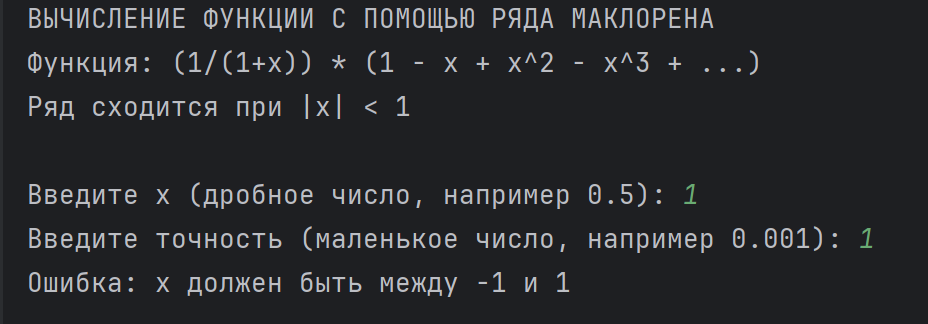 ВЫЧИСЛЕНИЕ ФУНКЦИИ С ПОМОЩЬЮ РЯДА МАКЛОРЕНА
Функция: (1/(1+x)) * (1 - x + x^2 - x^3 + ...)
Ряд сходится при |x| < 1
Введите x (дробное число, например 0.5): 1
Введите точность (маленькое число, например 0.001): 1
Ошибка: x должен быть между -1 и 1